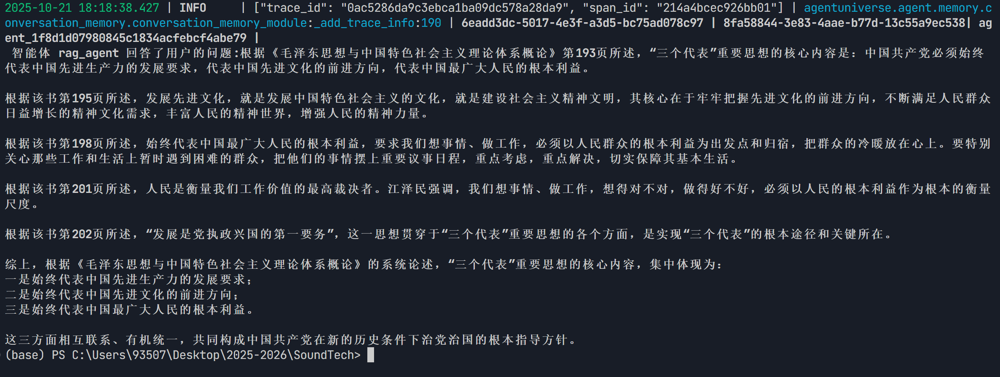 2025-10-21 18:18:38.427 | INFO     | ["trace_id": "0ac5286da9c3ebca1ba09dc578a28da9", "span_id": "214a4bcec926bb01"] | agentuniverse.agent.memory.c
onversation_memory.conversation_memory_module:_add_trace_info:190 | 6eadd3dc-5017-4e3f-a3d5-bc75ad078c97 | 8fa58844-3e83-4aae-b77d-13c55a9ec538| ag
ent_1f8d1d07980845c1834acfebcf4abe79 |
智能体 rag_agent 回答了用户的问题:根据《毛泽东思想与中国特色社会主义理论体系概论》第193页所述，“三个代表”重要思想的核心内容是：中国共产党必须始终
代表中国先进生产力的发展要求，代表中国先进文化的前进方向，代表中国最广大人民的根本利益。
根据该书第195页所述，发展先进文化，就是发展中国特色社会主义的文化，就是建设社会主义精神文明，其核心在于牢牢把握先进文化的前进方向，不断满足人民群众
日益增长的精神文化需求，丰富人民的精神世界，增强人民的精神力量。
根据该书第198页所述，始终代表中国最广大人民的根本利益，要求我们想事情、做工作，必须以人民群众的根本利益为出发点和归宿，把群众的冷暖放在心上。要特别
关心那些工作和生活上暂时遇到困难的群众，把他们的事情摆上重要议事日程，重点考虑，重点解决，切实保障其基本生活。
根据该书第201页所述，人民是衡量我们工作价值的最高裁决者。江泽民强调，我们想事情、做工作，想得对不对，做得好不好，必须以人民的根本利益作为根本的衡量
尺度。
根据该书第202页所述，“发展是党执政兴国的第一要务”，这一思想贯穿于“三个代表”重要思想的各个方面，是实现“三个代表”的根本途径和关键所在。
综上，根据《毛泽东思想与中国特色社会主义理论体系概论》的系统论述，“三个代表”重要思想的核心内容，集中体现为：
一是始终代表中国先进生产力的发展要求；
二是始终代表中国先进文化的前进方向；
三是始终代表中国最广大人民的根本利益。
这三方面相互联系、有机统一，共同构成中国共产党在新的历史条件下治党治国的根本指导方针。
(base) PS C:\Users\93507\Desktop\2025-2026\SoundTech>